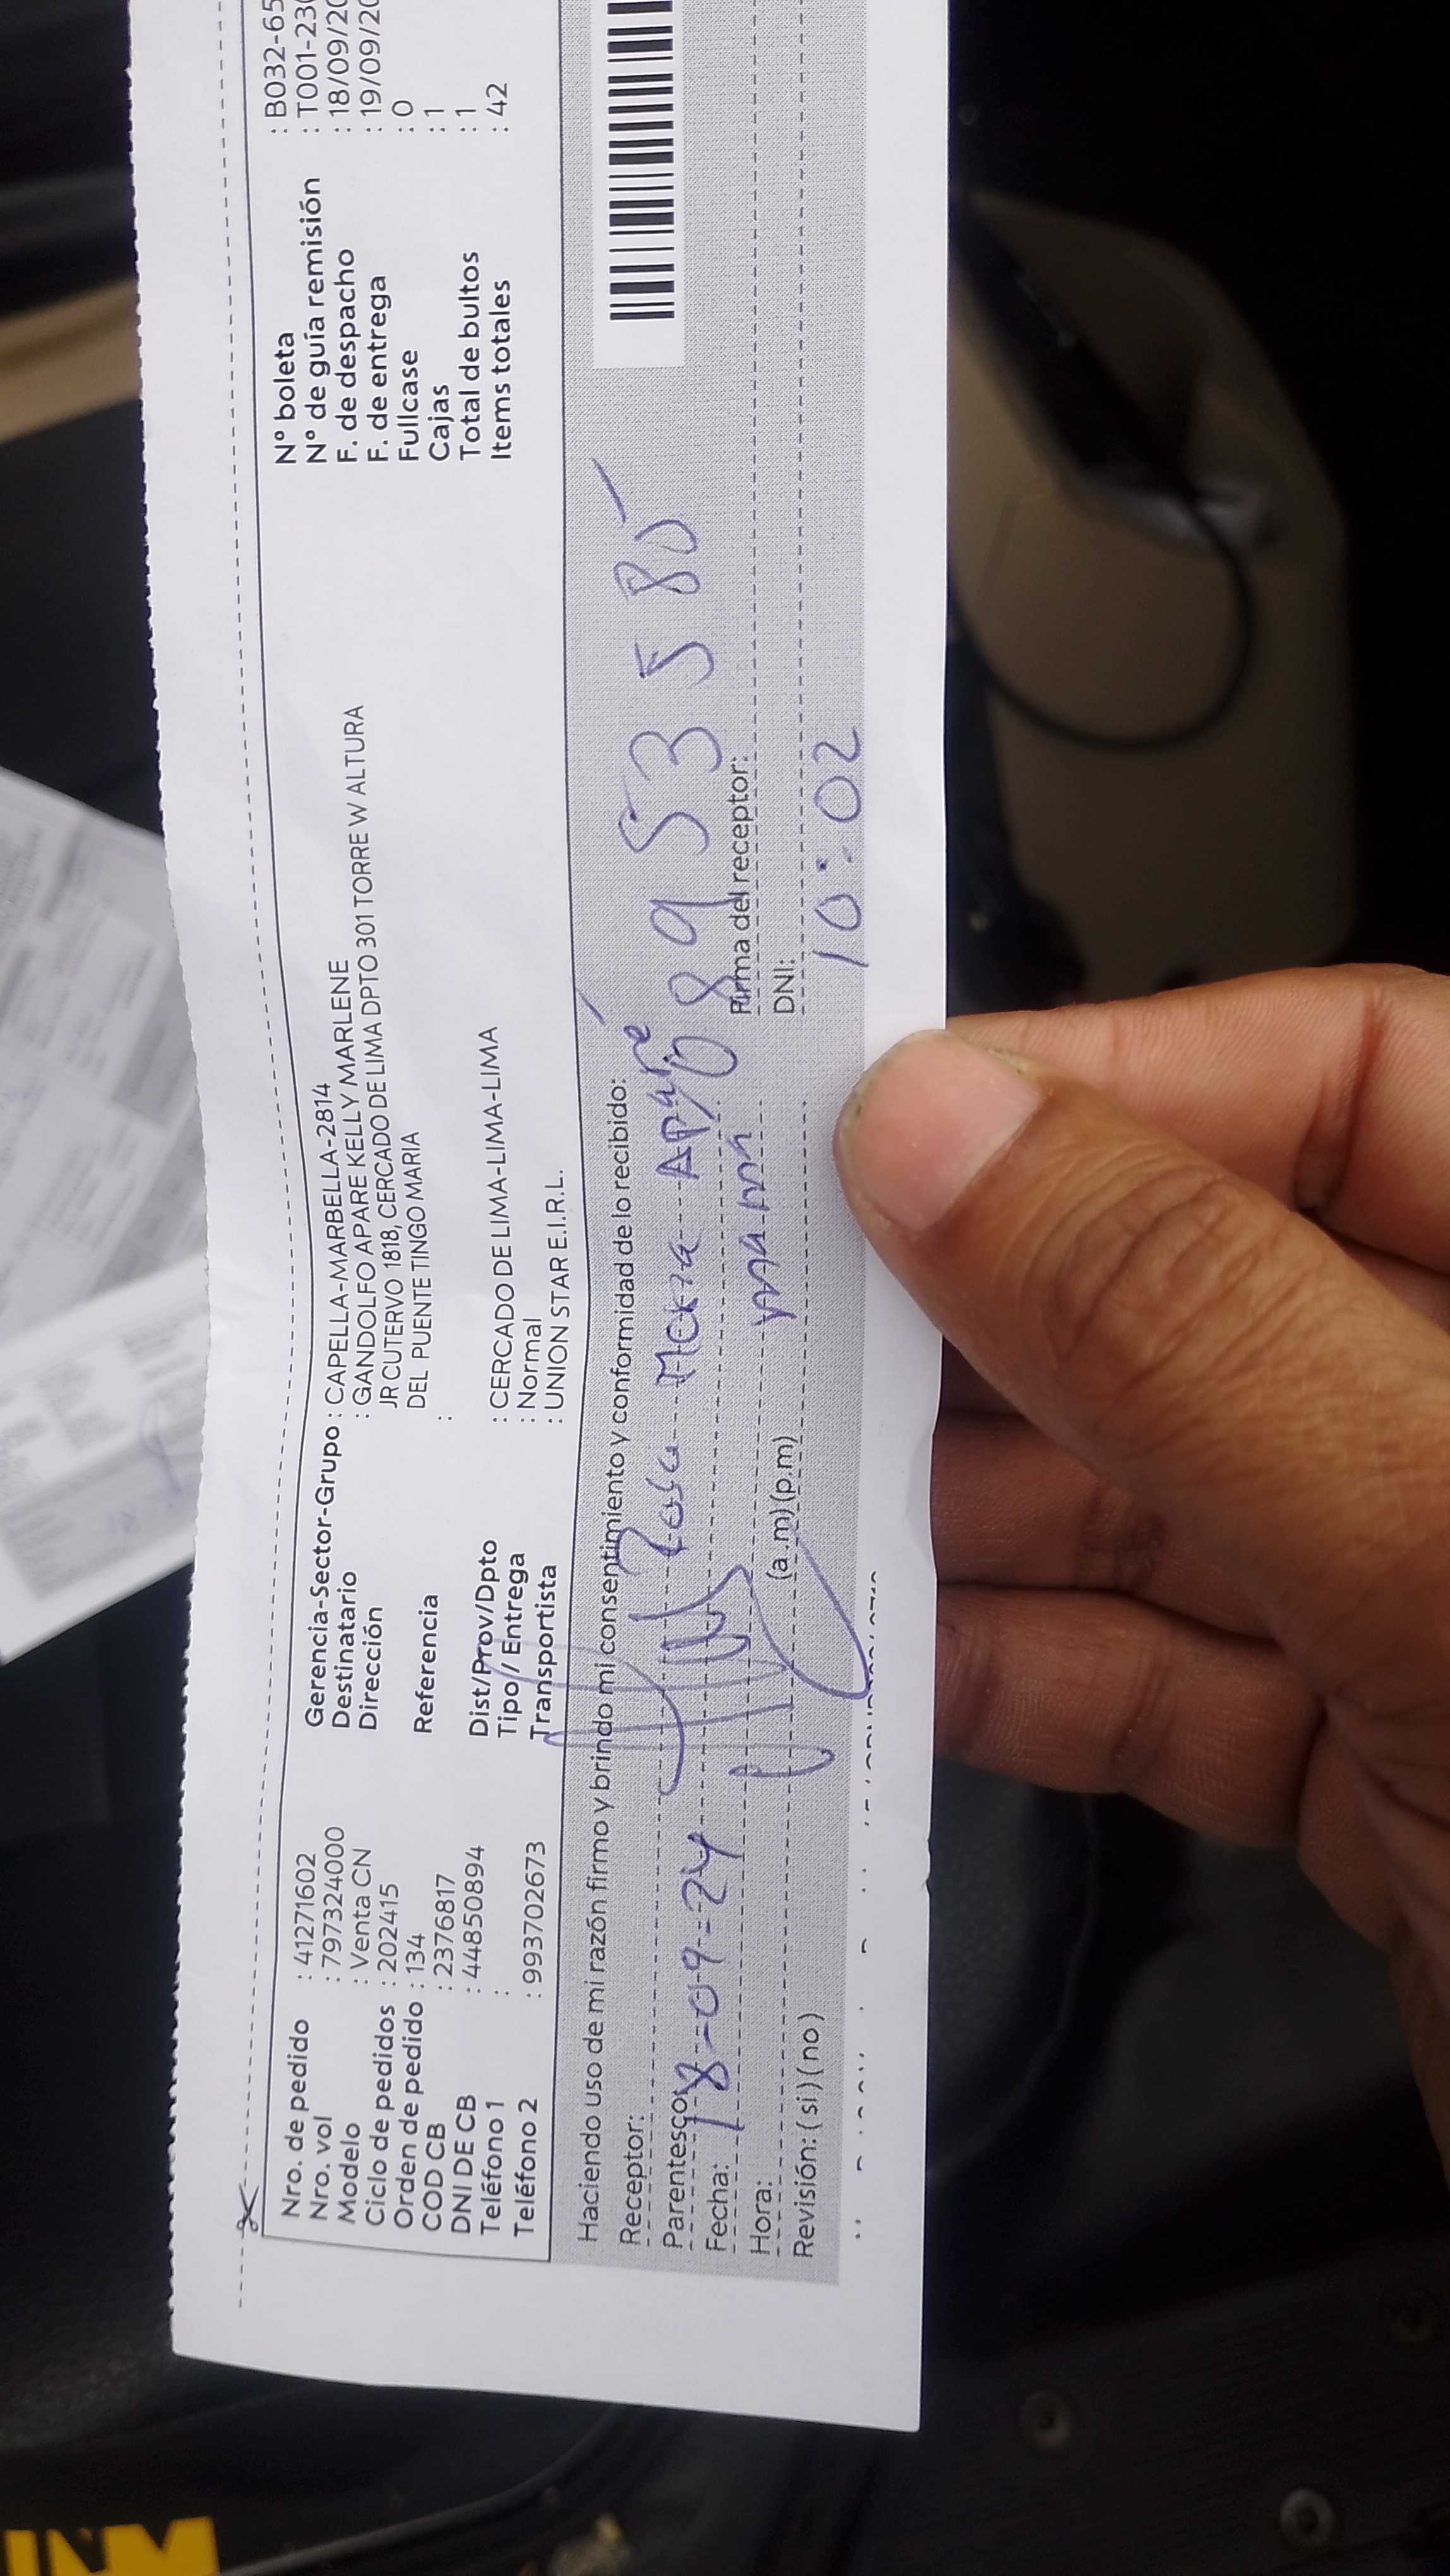 Nro. de pedido : 41271602
Nro. vol : 797324000
Modelo : Venta CN
Ciclo de pedidos : 202415
Orden de pedido : 134
COD CB : 2376817
DNI DE CB : 44850894
Teléfono 1 :
Teléfono 2 : 993702673
Gerencia-Sector-Grupo : CAPELLA-MARBELLA-2814
Destinatario : GANDOLFO APARE KELLY MARLENE
Dirección JR CUTERVO 1818, CERCADO DE LIMA DPTO 301 TORRE W ALTURA
DEL PUENTE TINGO MARIA
Referencia :
Dist/Prov/Dpto : CERCADO DE LIMA-LIMA-LIMA
Tipo / Entrega : Normal
Transportista : UNION STAR E.I.R.L.
N° boleta : B032-65
N° de guía remisión : T001-230
F. de despacho : 18/09/20
F. de entrega : 19/09/20
Fullcase : 0
Cajas : 1
Total de bultos : 1
Items totales : 42
Haciendo uso de mi razón firmo y brindo mi consentimiento y conformidad de lo recibido:
Receptor: Rosa Apare
Parentesco: mamá
Fecha: 18-09-24
Hora: (a.m) (p.m)
Revisión: ( si ) ( no )
08953580
Firma del receptor:
DNI:
10:02